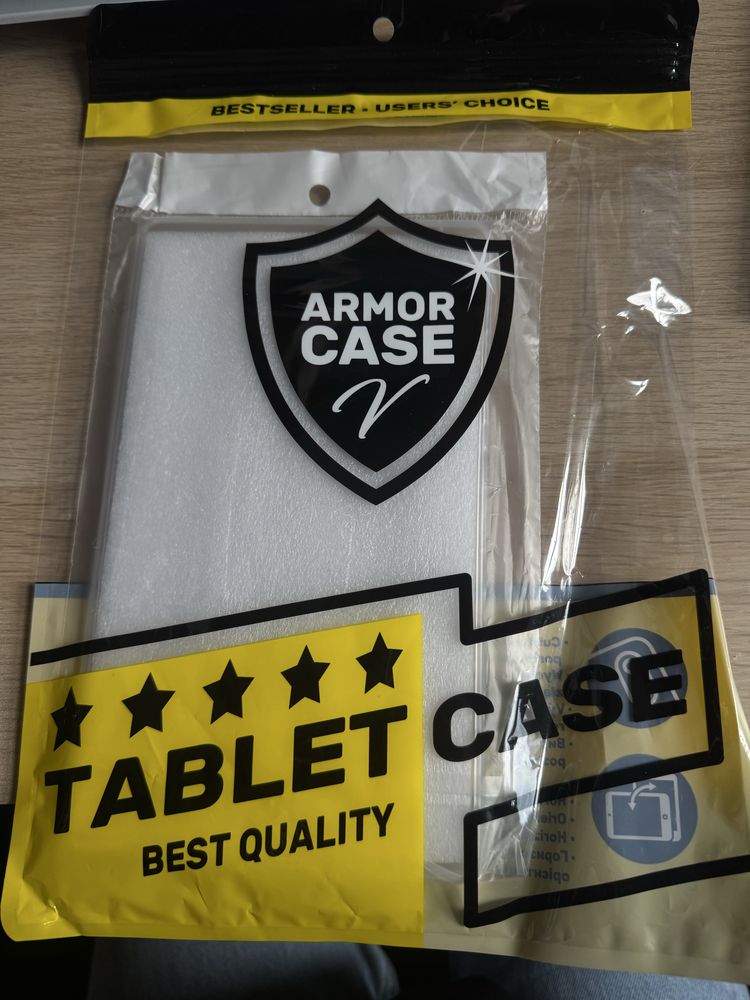 BESTSELLER - USERS' CHOICE
ARMOR
CASE
V
TABLET CASE
BEST QUALITY